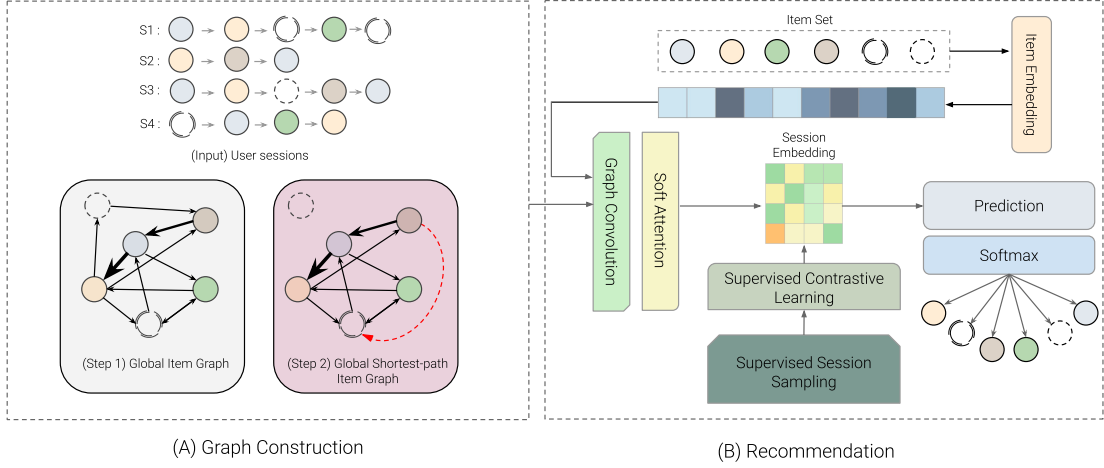 S1 :
S2 :
S3 :
S4 :
(Input) User sessions
(Step 1) Global Item Graph
(Step 2) Global Shortest-path
Item Graph
(A) Graph Construction
Item Set
Item Embedding
Graph Convolution
Soft Attention
Session
Embedding
Supervised Contrastive
Learning
Supervised Session
Sampling
Prediction
Softmax
(B) Recommendation